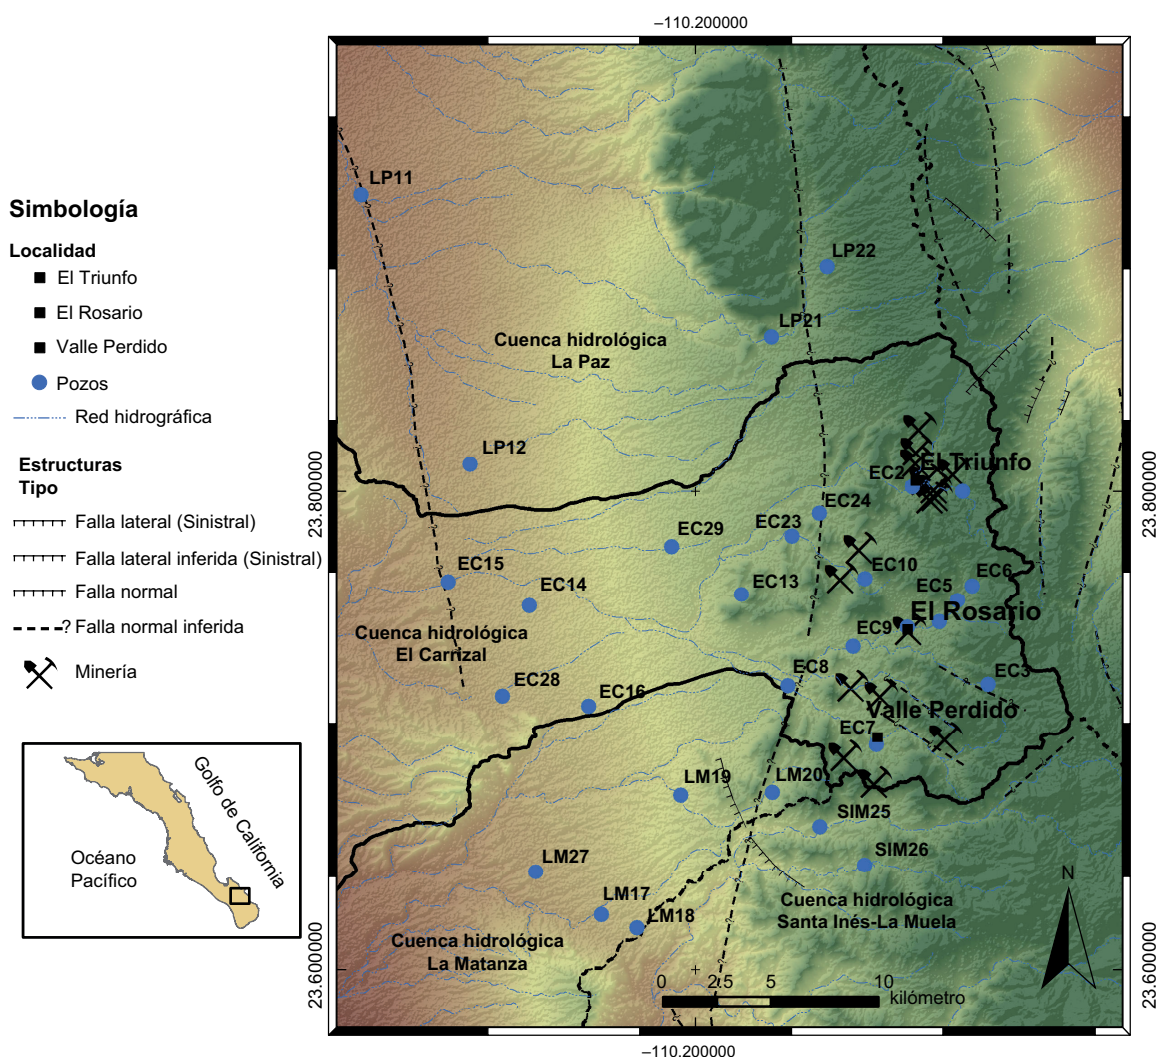 –110.200000
Simbología
Localidad
El Triunfo
El Rosario
Valle Perdido
Pozos
Red hidrográfica
Estructuras
Tipo
Falla lateral (Sinistral)
Falla lateral inferida (Sinistral)
Falla normal
? Falla normal inferida
Minería
Golfo de California
Océano
Pacífico
LP11
LP22
LP21
Cuenca hidrológica
La Paz
LP12
EC2
El Triunfo
EC24
EC23
EC29
EC15
EC14
EC13
EC10
EC5
EC6
El Rosario
EC9
Cuenca hidrológica
El Carrizal
EC28
EC16
EC8
EC3
Valle Perdido
EC7
LM19
LM20
SIM25
SIM26
LM27
LM17
LM18
Cuenca hidrológica
Santa Inés-La Muela
Cuenca hidrológica
La Matanza
N
0 2.5 5 10
kilómetro
23.800000
23.600000
23.800000
23.600000
–110.200000